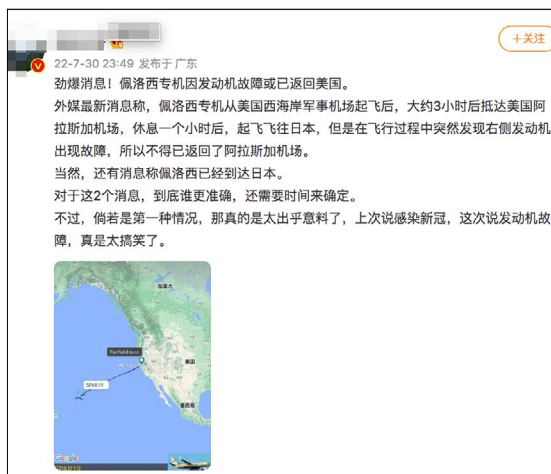 +关注
22-7-30 23:49 发布于 广东
劲爆消息！佩洛西专机因发动机故障或已返回美国。
外媒最新消息称，佩洛西专机从美国西海岸军事机场起飞后，大约3小时后抵达美国阿
拉斯加机场，休息一个小时后，起飞飞往日本，但是在飞行过程中突然发现右侧发动机
出现故障，所以不得已返回了阿拉斯加机场。
当然，还有消息称佩洛西已经到达日本。
对于这2个消息，到底谁更准确，还需要时间来确定。
不过，倘若是第一种情况，那真的是太出乎意料了，上次说感染新冠，这次说发动机故
障，真是太搞笑了。
加拿大
美国
SPAR19
墨西哥
Google
SPAR19